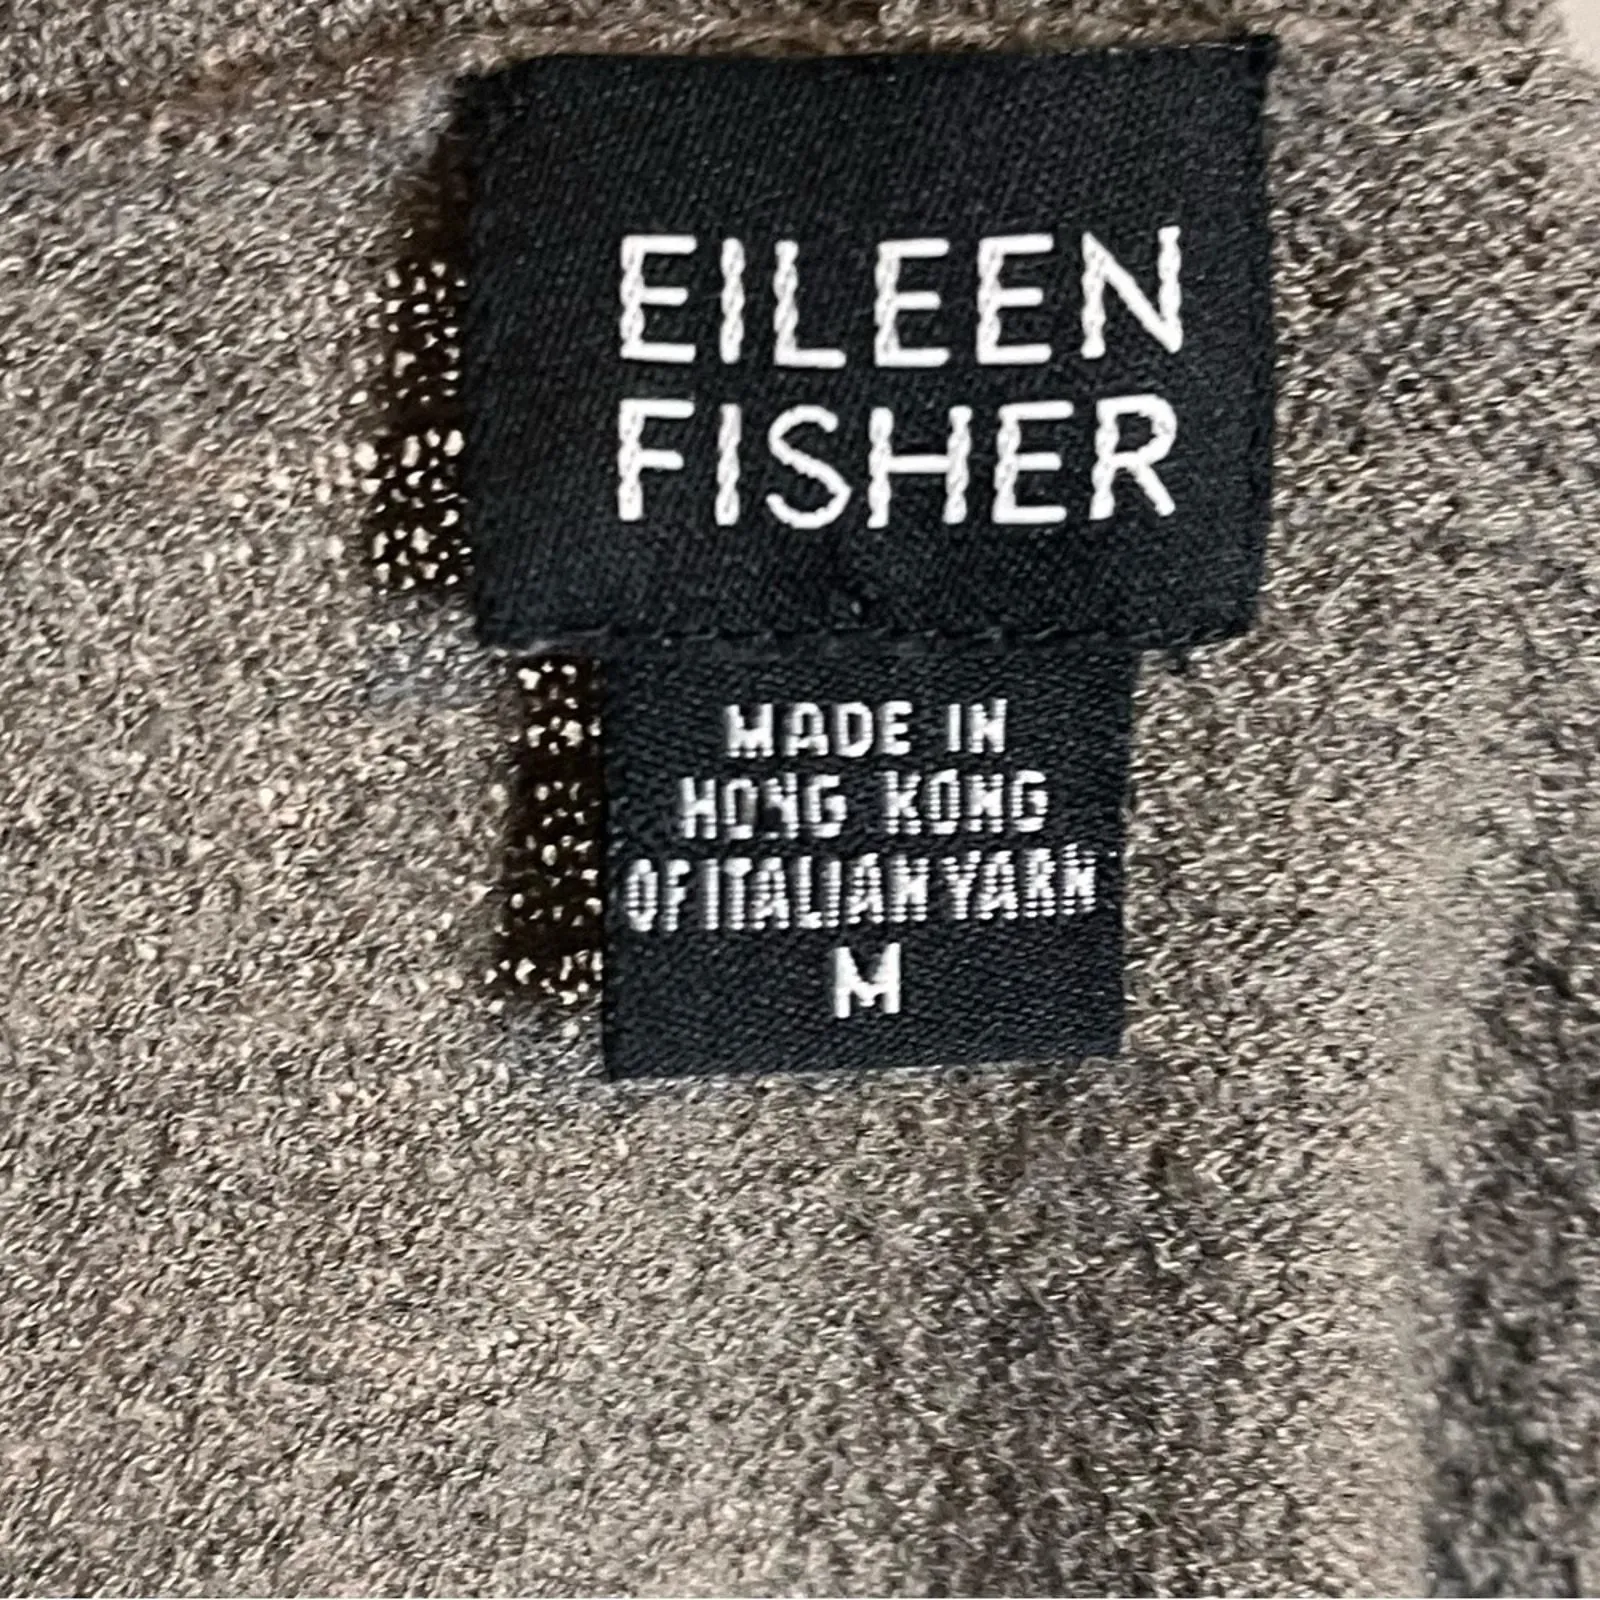 EILEEN
FISHER
MADE IN
HONG KONG
OF ITALIAN YARN
M